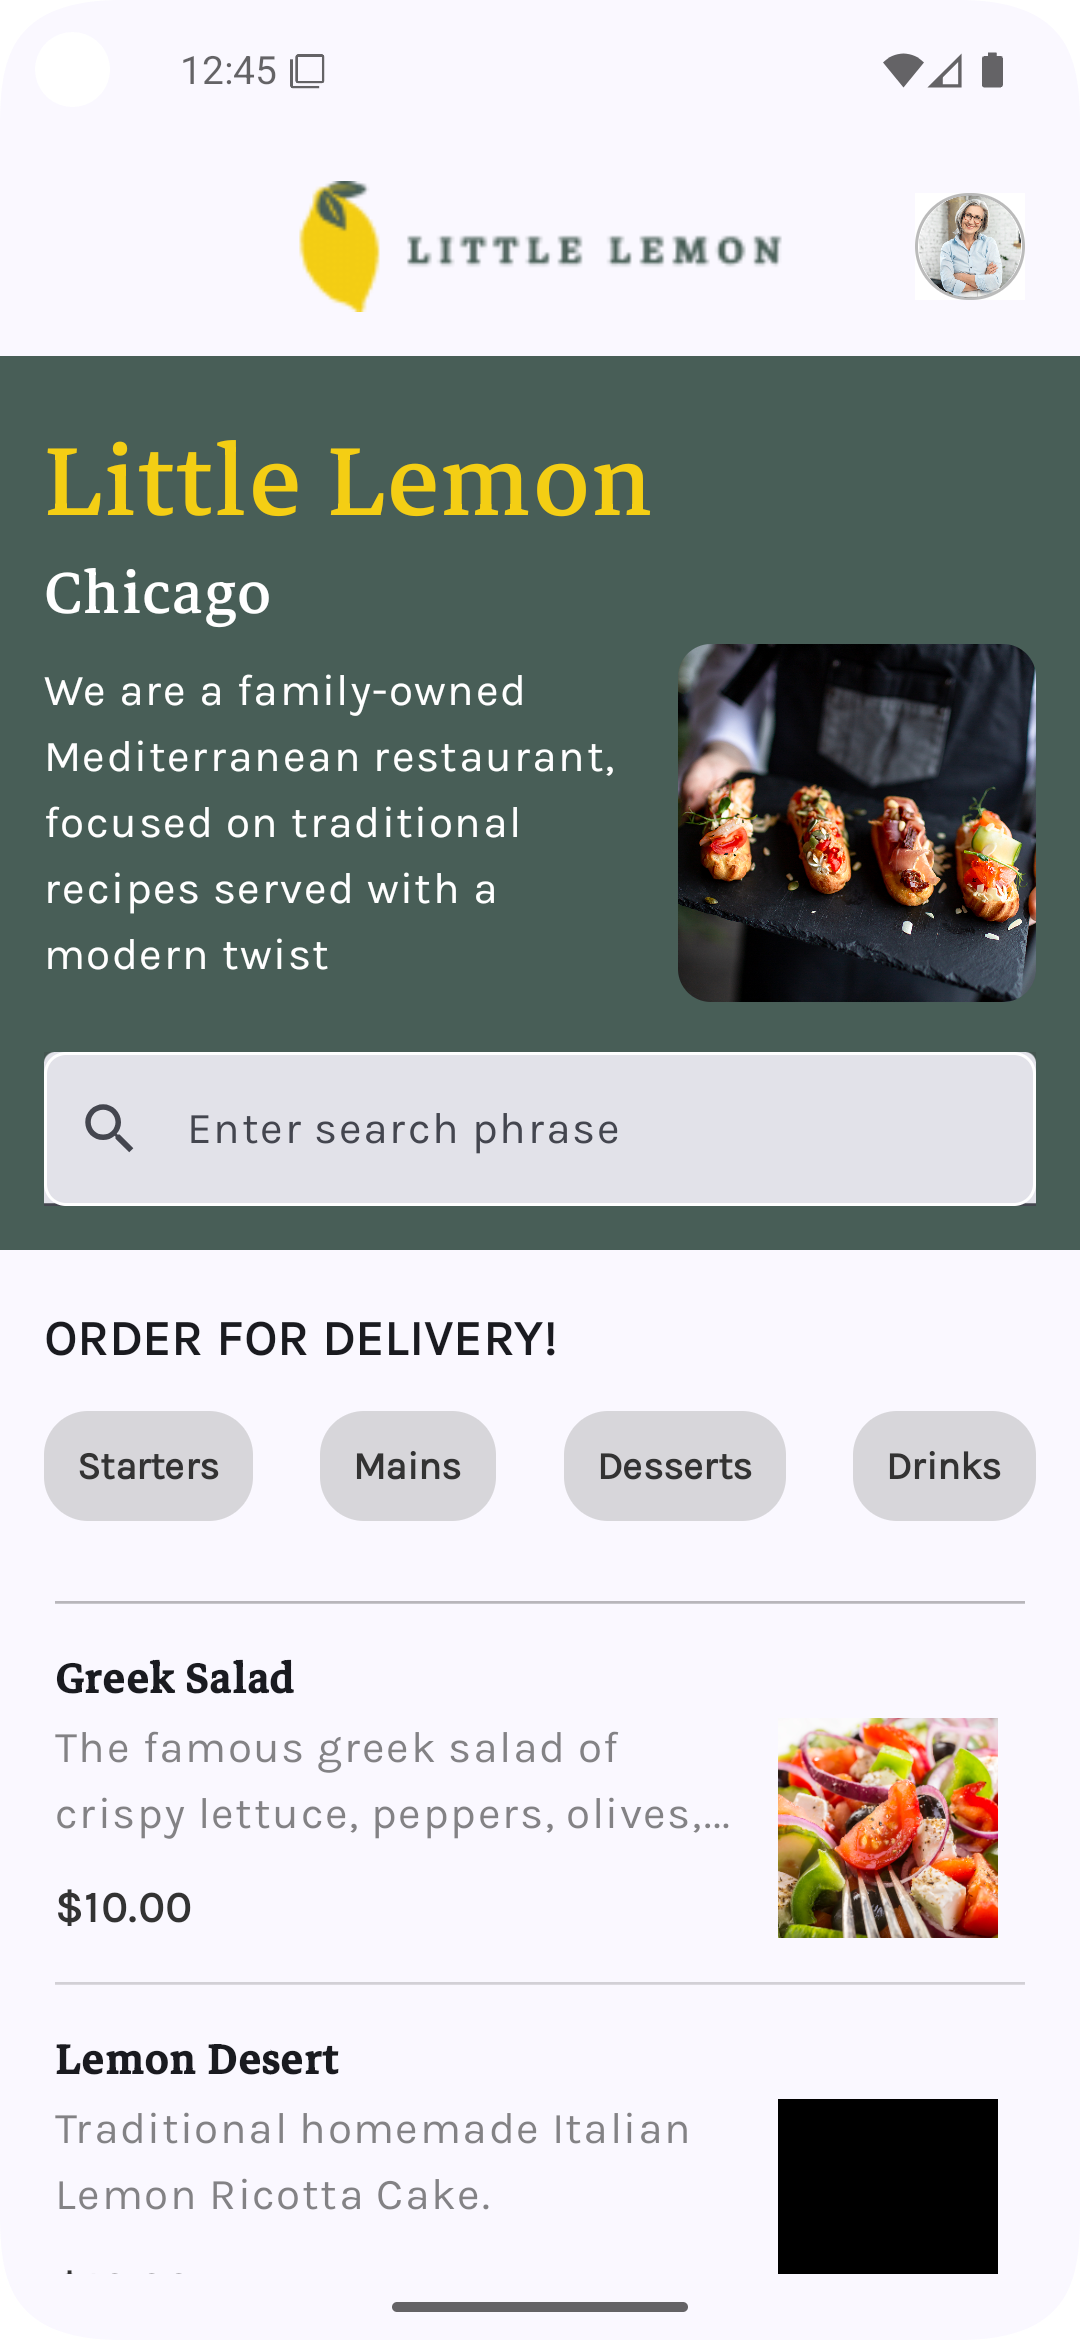 12:45
LITTLE LEMON
Little Lemon
Chicago
We are a family-owned
Mediterranean restaurant,
focused on traditional
recipes served with a
modern twist
Enter search phrase
ORDER FOR DELIVERY!
Starters Mains Desserts Drinks
Greek Salad
The famous greek salad of
crispy lettuce, peppers, olives,...
$10.00
Lemon Desert
Traditional homemade Italian
Lemon Ricotta Cake.